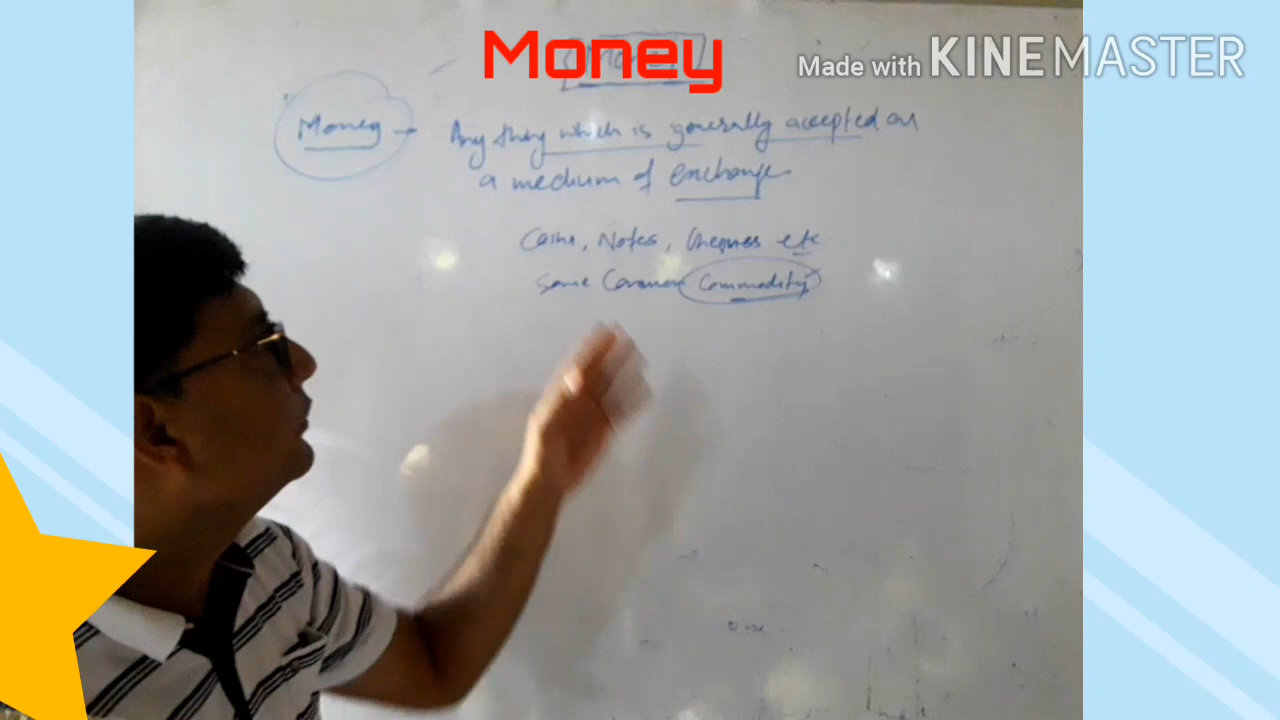 Money
Made with KINEMASTER
Money → Any thing which is generally accepted as
a medium of exchange
Coins, Notes, Cheques etc
Some Common Commodity